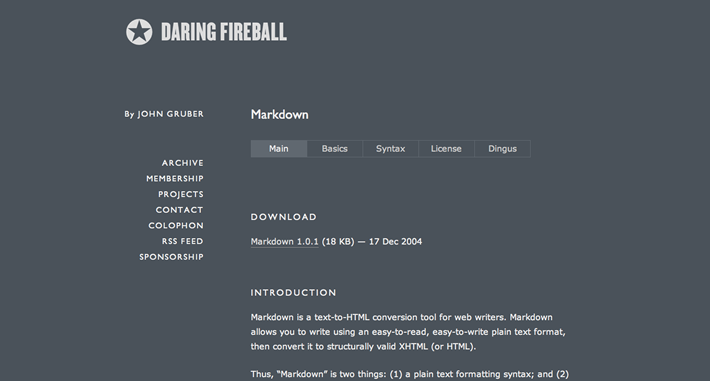 DARING FIREBALL
By JOHN GRUBER
ARCHIVE
MEMBERSHIP
PROJECTS
CONTACT
COLOPHON
RSS FEED
SPONSORSHIP
Markdown
Main Basics Syntax License Dingus
DOWNLOAD
Markdown 1.0.1 (18 KB) — 17 Dec 2004
INTRODUCTION
Markdown is a text-to-HTML conversion tool for web writers. Markdown
allows you to write using an easy-to-read, easy-to-write plain text format,
then convert it to structurally valid XHTML (or HTML).
Thus, “Markdown” is two things: (1) a plain text formatting syntax; and (2)